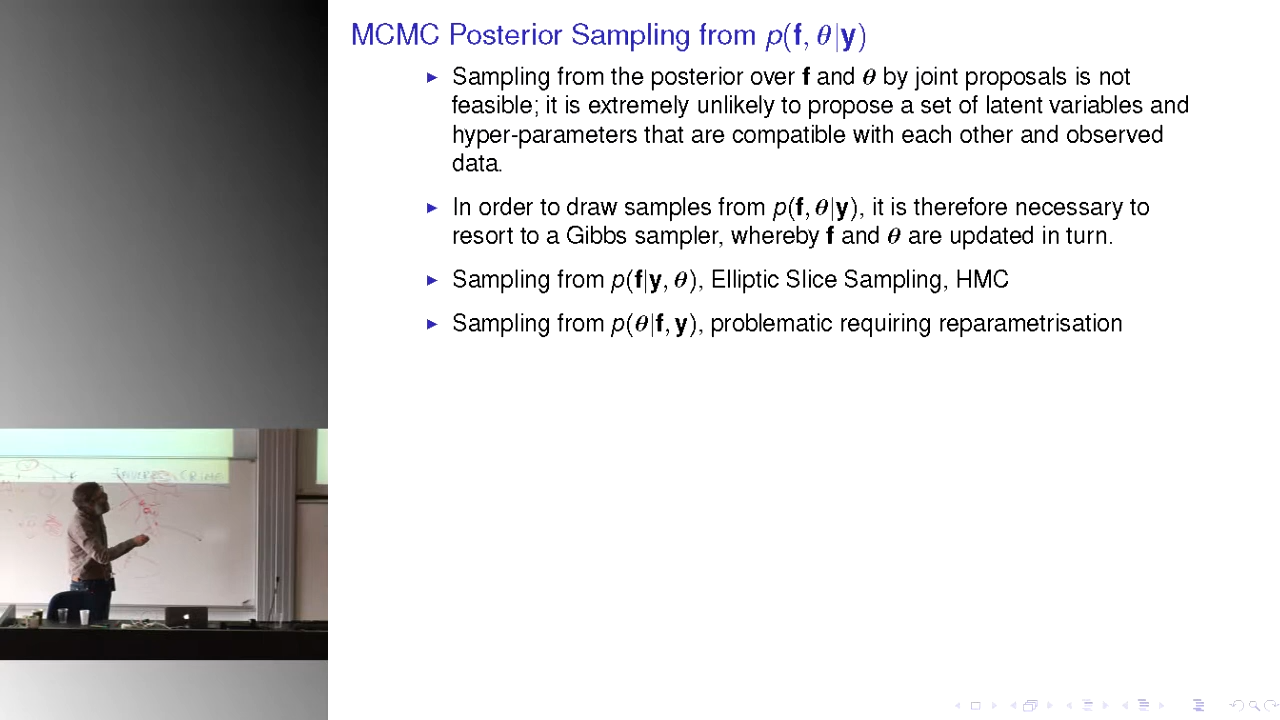 MCMC Posterior Sampling from p(f, θ|y)
► Sampling from the posterior over f and θ by joint proposals is not
feasible; it is extremely unlikely to propose a set of latent variables and
hyper-parameters that are compatible with each other and observed
data.
► In order to draw samples from p(f, θ|y), it is therefore necessary to
resort to a Gibbs sampler, whereby f and θ are updated in turn.
► Sampling from p(f|y, θ), Elliptic Slice Sampling, HMC
► Sampling from p(θ|f, y), problematic requiring reparametrisation